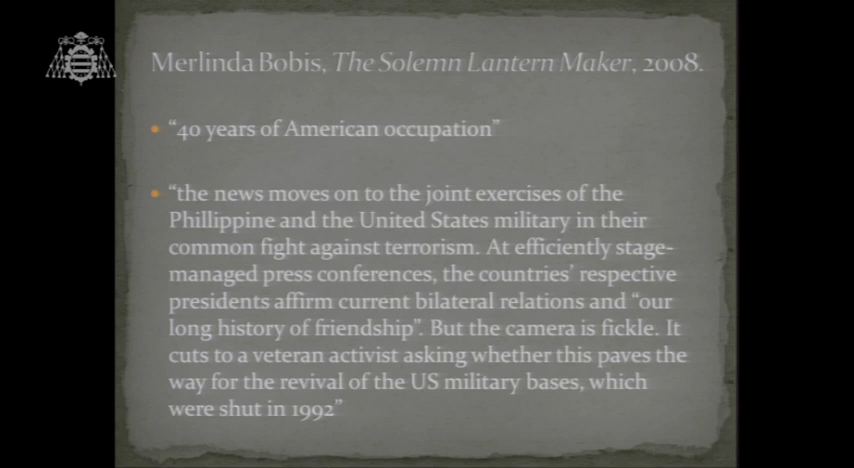 Merlinda Bobis, The Solemn Lantern Maker, 2008.
“40 years of American occupation”
“the news moves on to the joint exercises of the
Phillippine and the United States military in their
common fight against terrorism. At efficiently stage-
managed press conferences, the countries’ respective
presidents affirm current bilateral relations and “our
long history of friendship”. But the camera is fickle. It
cuts to a veteran activist asking whether this paves the
way for the revival of the US military bases, which
were shut in 1992”